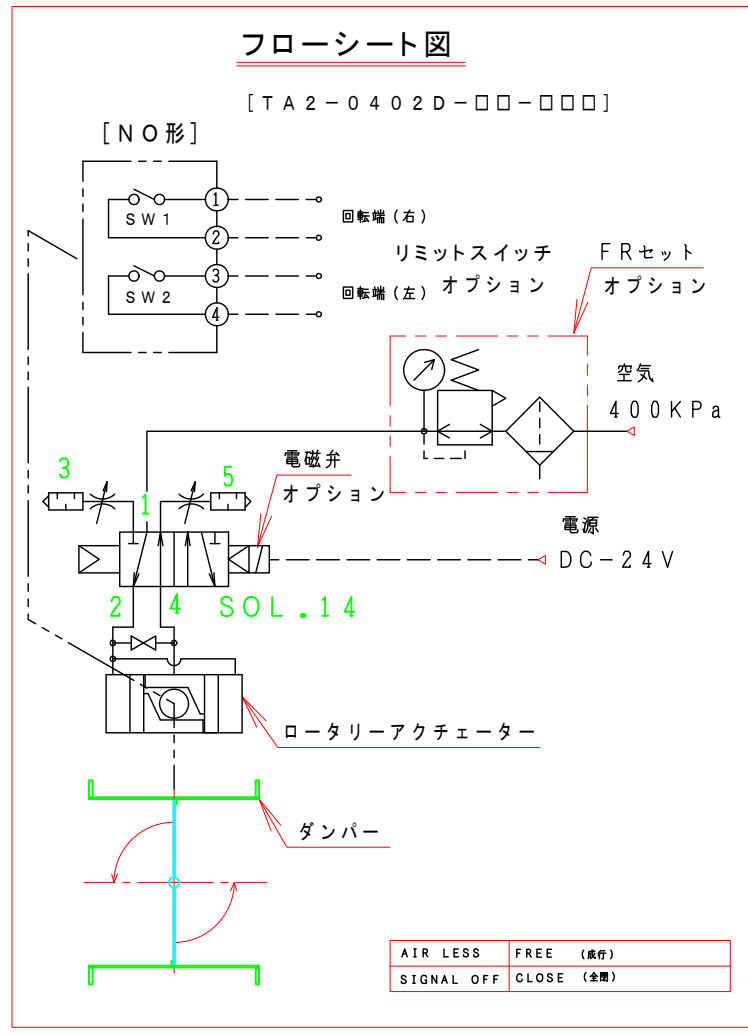 フローシート図
[TA2-0402D-□□-□□□]
[NO形]
1
SW1
2
回転端(右)
3
SW2
4
回転端(左)
リミットスイッチ
オプション
FRセット
オプション
空気
400KPa
3
1
5
電磁弁
オプション
電源
DC-24V
2
4
SOL.14
ロータリーアクチェーター
ダンパー
AIR LESS FREE (成行)
SIGNAL OFF CLOSE (全閉)